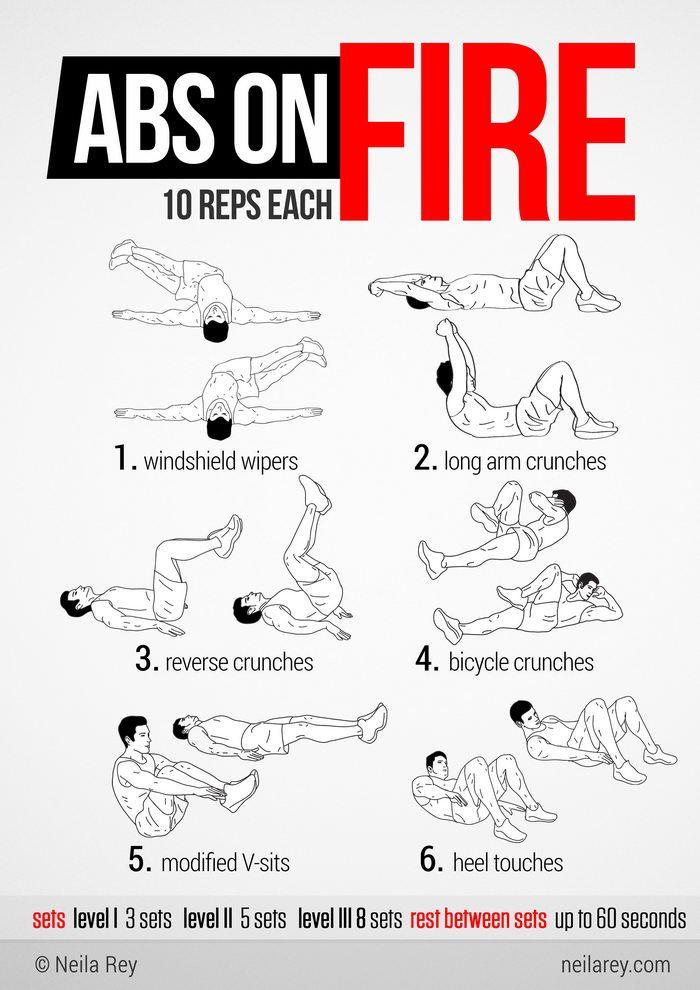 ABS ON FIRE
10 REPS EACH
1. windshield wipers
2. long arm crunches
3. reverse crunches
4. bicycle crunches
5. modified V-sits
6. heel touches
sets level I 3 sets level II 5 sets level III 8 sets rest between sets up to 60 seconds
© Neila Rey
neilarey.com